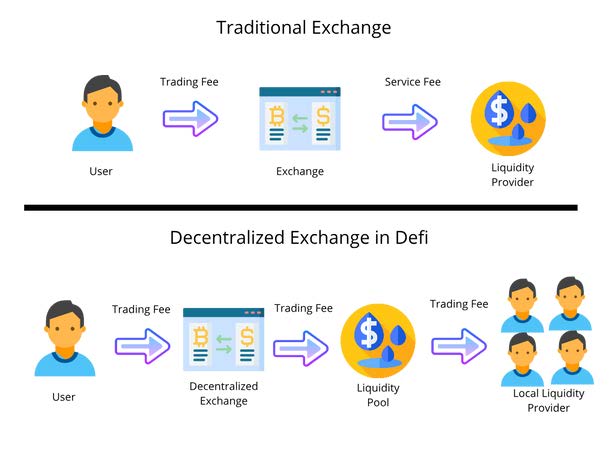 Traditional Exchange
Trading Fee
Service Fee
User
Exchange
Liquidity
Provider
Decentralized Exchange in Defi
Trading Fee
Trading Fee
Trading Fee
User
Decentralized
Exchange
Liquidity
Pool
Local Liquidity
Provider